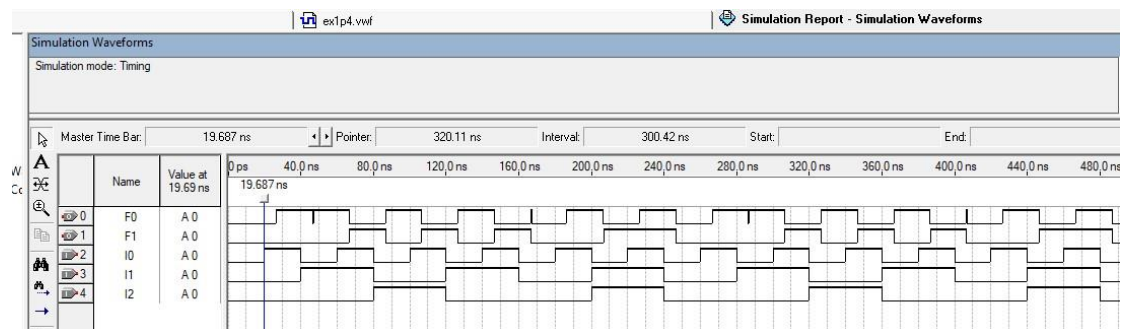 ex1p4.vwf
Simulation Report - Simulation Waveforms
Simulation Waveforms
Simulation mode: Timing
Master Time Bar: 19.687 ns Pointer: 320.11 ns Interval: 300.42 ns Start: End:
W
Cc
A
Name
Value at
19.69 ns
0 ps 40.0 ns 80.0 ns 120.0 ns 160.0 ns 200.0 ns 240.0 ns 280.0 ns 320.0 ns 360.0 ns 400.0 ns 440.0 ns 480.0 ns
19.687 ns
0 F0 A 0
1 F1 A 0
2 I0 A 0
3 I1 A 0
4 I2 A 0